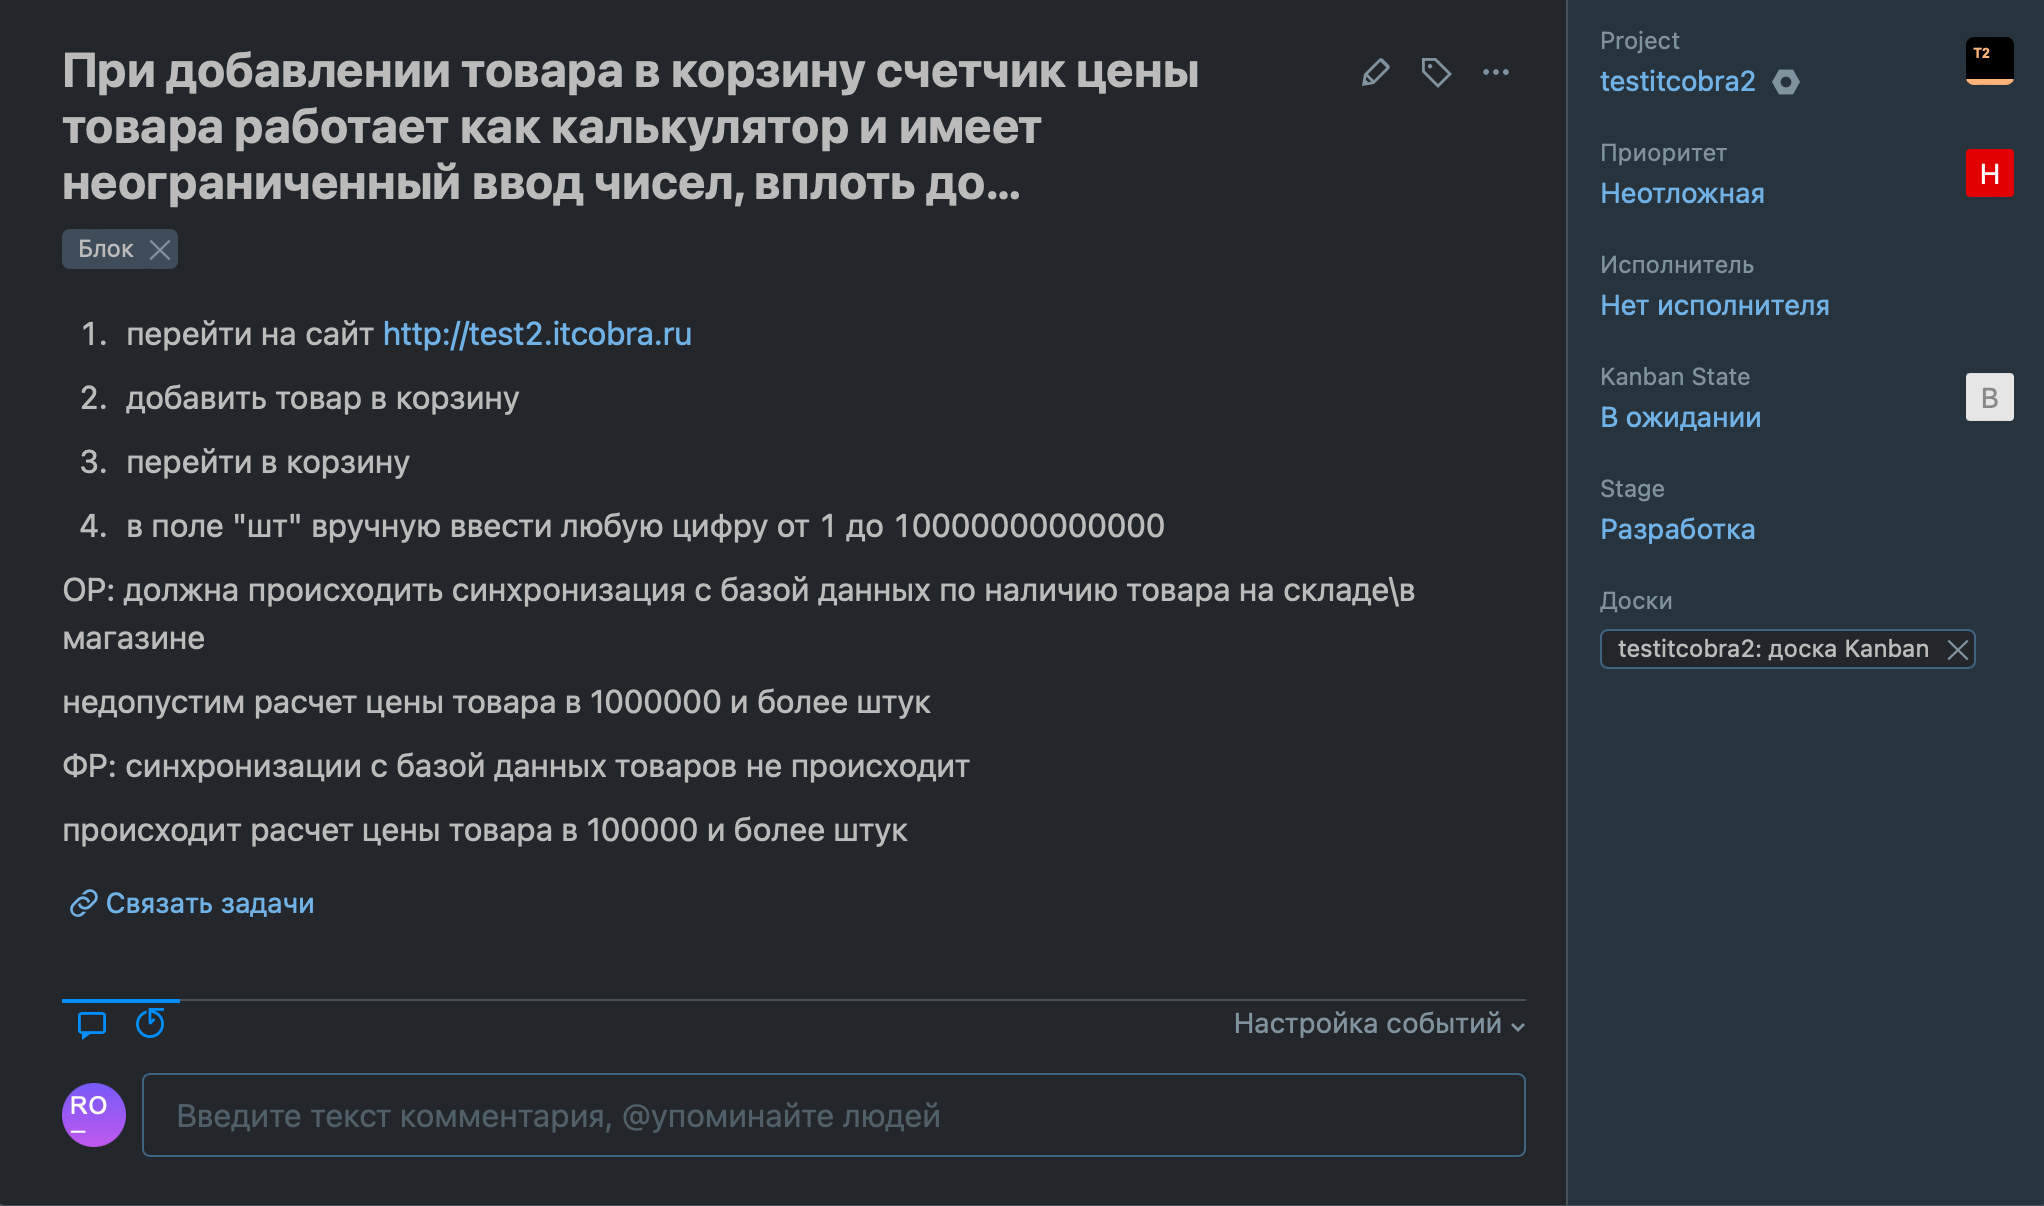 При добавлении товара в корзину счетчик цены
товара работает как калькулятор и имеет
неограниченный ввод чисел, вплоть до...
Блок
1. перейти на сайт http://test2.itcobra.ru
2. добавить товар в корзину
3. перейти в корзину
4. в поле "шт" вручную ввести любую цифру от 1 до 10000000000000
ОР: должна происходить синхронизация с базой данных по наличию товара на складе\в
магазине
недопустим расчет цены товара в 1000000 и более штук
ФР: синхронизации с базой данных товаров не происходит
происходит расчет цены товара в 100000 и более штук
Связать задачи
Настройка событий
RO
Введите текст комментария, @упоминайте людей
Project
testitcobra2
T2
Приоритет
Неотложная
Н
Исполнитель
Нет исполнителя
Kanban State
В ожидании
В
Stage
Разработка
Доски
testitcobra2: доска Kanban